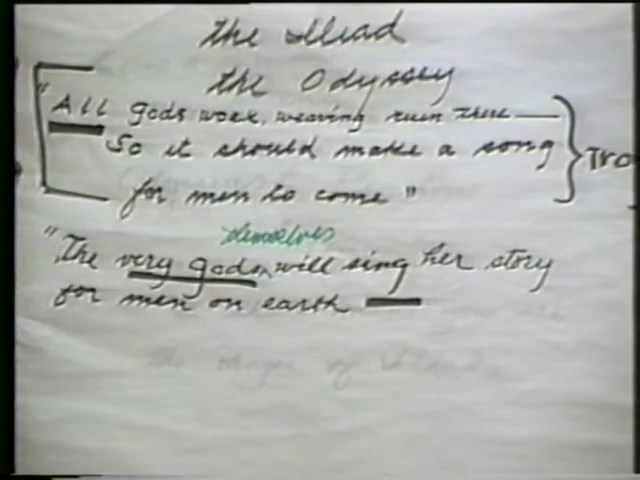 the Iliad
the Odyssey
"All gods work, weaving ruin there —
So it should make a song
for men to come" } Tro
themselves
"The very gods ^ will sing her story
for men on earth —